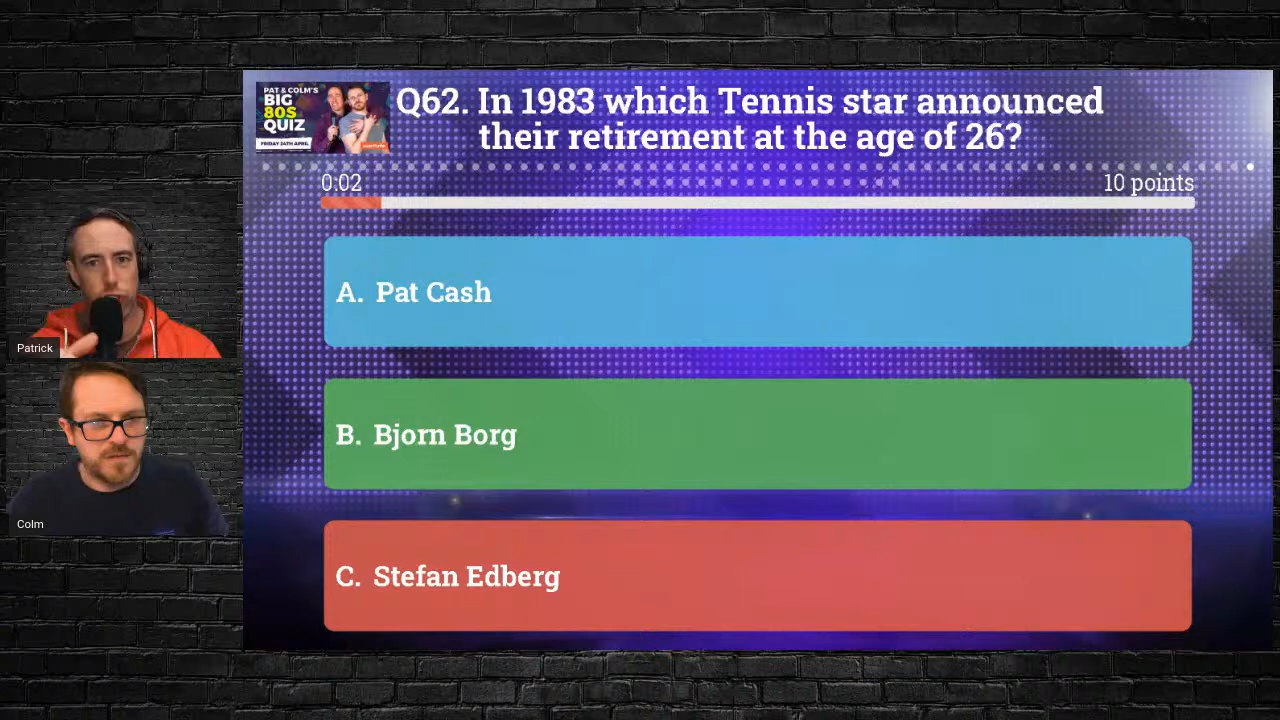 PAT & COLM'S
BIG
80S
QUIZ
FRIDAY 24TH APRIL
Q62. In 1983 which Tennis star announced
their retirement at the age of 26?
0:02
10 points
A. Pat Cash
B. Bjorn Borg
C. Stefan Edberg
Patrick
Colm